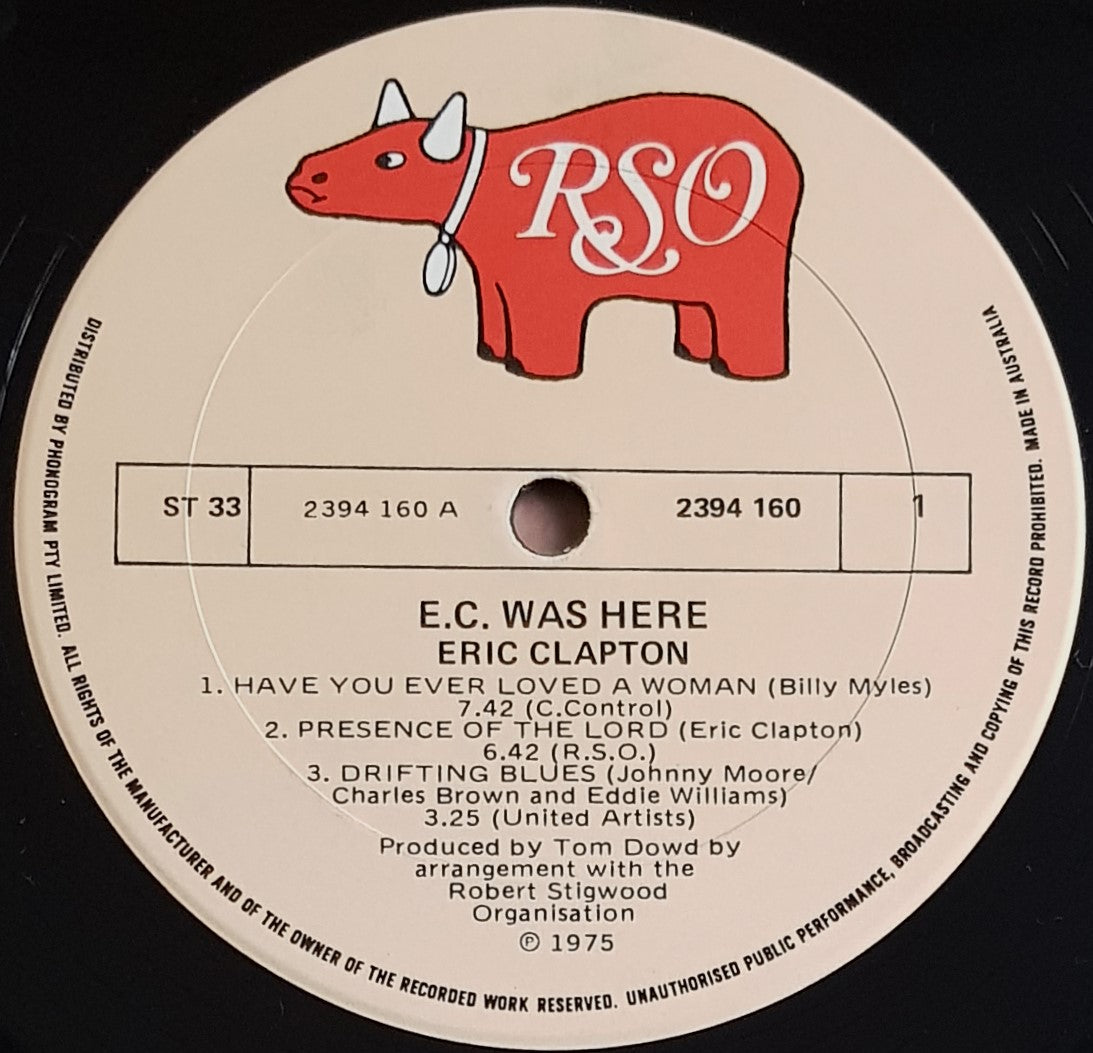 RSO
ST 33
2394 160 A
2394 160
1
E.C. WAS HERE
ERIC CLAPTON
1. HAVE YOU EVER LOVED A WOMAN (Billy Myles)
7.42 (C.Control)
2. PRESENCE OF THE LORD (Eric Clapton)
6.42 (R.S.O.)
3. DRIFTING BLUES (Johnny Moore/
Charles Brown and Eddie Williams)
3.25 (United Artists)
Produced by Tom Dowd by
arrangement with the
Robert Stigwood
Organisation
℗ 1975
DISTRIBUTED BY PHONOGRAM PTY LIMITED. ALL RIGHTS OF THE MANUFACTURER AND OF THE OWNER OF THE RECORDED WORK RESERVED. UNAUTHORISED PUBLIC PERFORMANCE, BROADCASTING AND COPYING OF THIS RECORD PROHIBITED. MADE IN AUSTRALIA